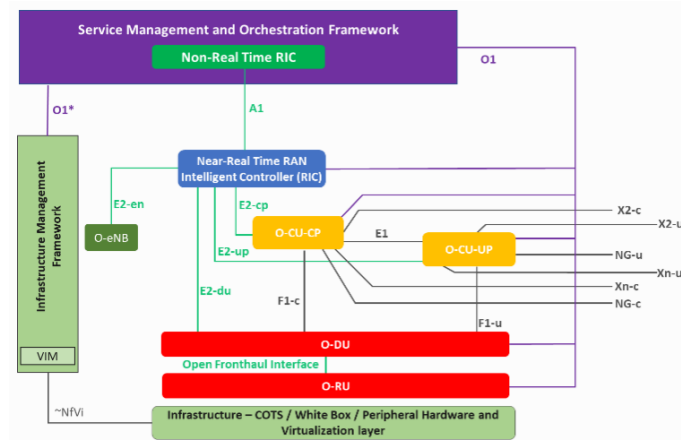 Service Management and Orchestration Framework
Non-Real Time RIC
O1
A1
O1*
Near-Real Time RAN
Intelligent Controller (RIC)
Infrastructure Management
Framework
E2-en
E2-cp
O-eNB
O-CU-CP
E1
O-CU-UP
E2-up
X2-c
X2-u
NG-u
Xn-u
Xn-c
NG-c
E2-du
F1-c
F1-u
O-DU
Open Fronthaul Interface
O-RU
VIM
~NfVi
Infrastructure – COTS / White Box / Peripheral Hardware and
Virtualization layer